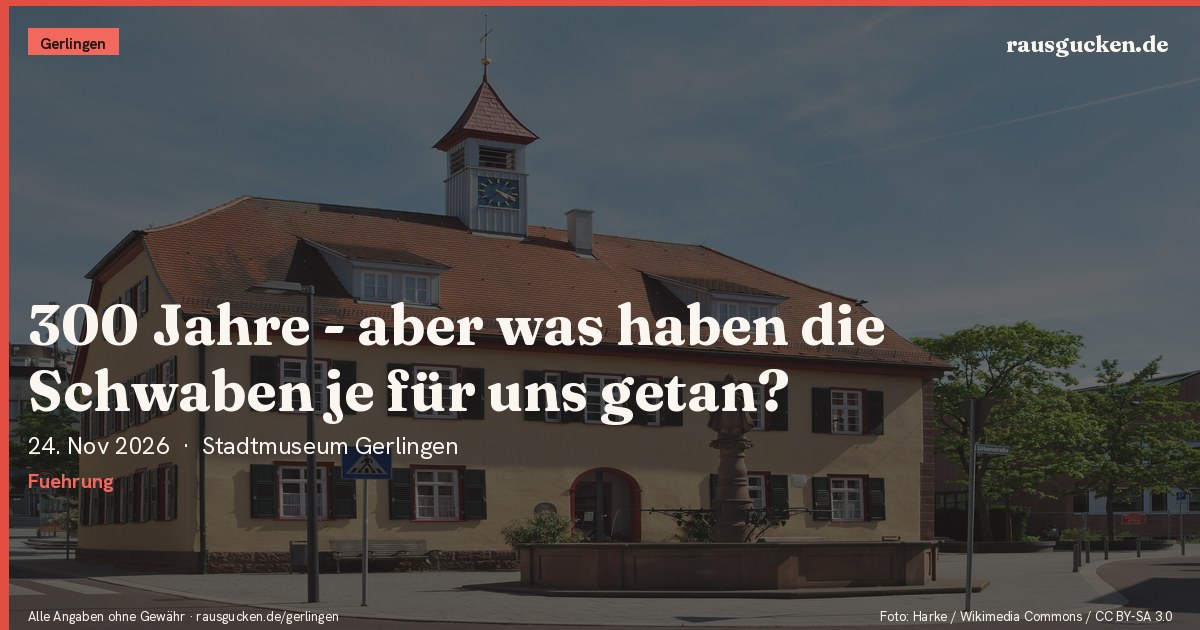 Gerlingen
rausgucken.de
300 Jahre - aber was haben die
Schwaben je für uns getan?
24. Nov 2026 · Stadtmuseum Gerlingen
Fuehrung
Alle Angaben ohne Gewähr · rausgucken.de/gerlingen
Foto: Harke / Wikimedia Commons / CC BY-SA 3.0